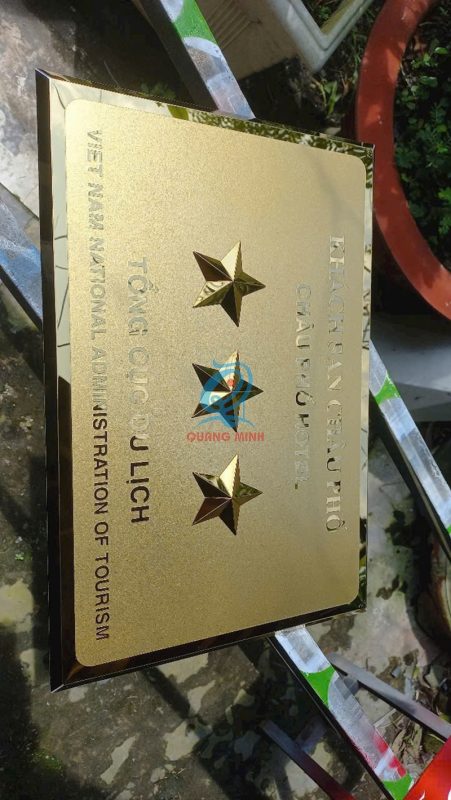 KHÁCH SẠN CHÂU PHỐ
CHÂU PHỐ HOTEL
QUANG MINH
TỔNG CỤC DU LỊCH
VIET NAM NATIONAL ADMINISTRATION OF TOURISM